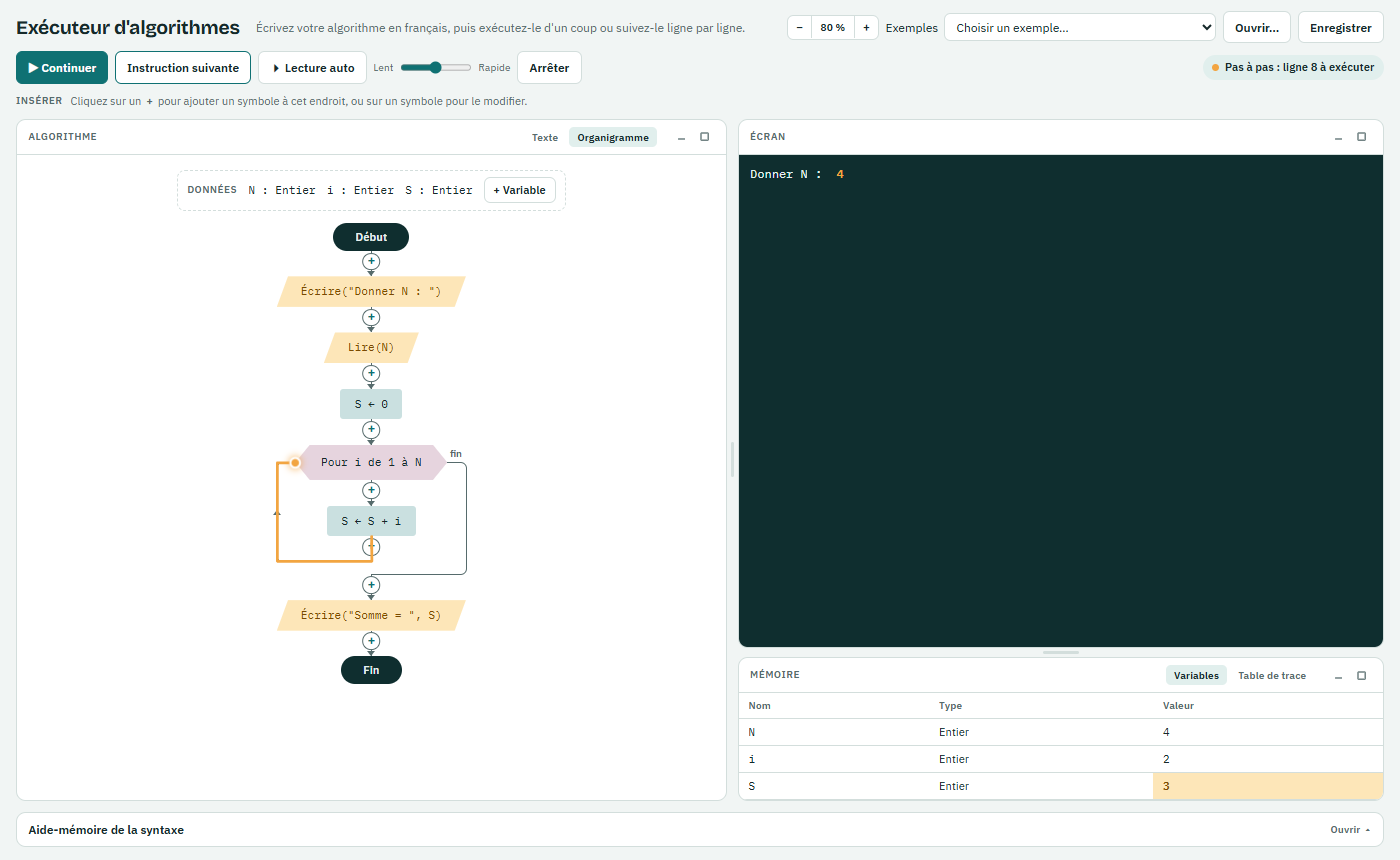 Exécuteur d'algorithmes
Écrivez votre algorithme en français, puis exécutez-le d'un coup ou suivez-le ligne par ligne.
− 80 % + Exemples Choisir un exemple... Ouvrir... Enregistrer
▶ Continuer Instruction suivante ⏵ Lecture auto Lent Rapide Arrêter
Pas à pas : ligne 8 à exécuter
INSÉRER Cliquez sur un + pour ajouter un symbole à cet endroit, ou sur un symbole pour le modifier.
ALGORITHME Texte Organigramme
DONNÉES N : Entier i : Entier S : Entier + Variable
Début
+
Écrire("Donner N : ")
+
Lire(N)
+
S ← 0
+
Pour i de 1 à N
fin
+
S ← S + i
+
+
Écrire("Somme = ", S)
+
Fin
ÉCRAN
Donner N : 4
MÉMOIRE Variables Table de trace
Nom Type Valeur
N Entier 4
i Entier 2
S Entier 3
Aide-mémoire de la syntaxe Ouvrir